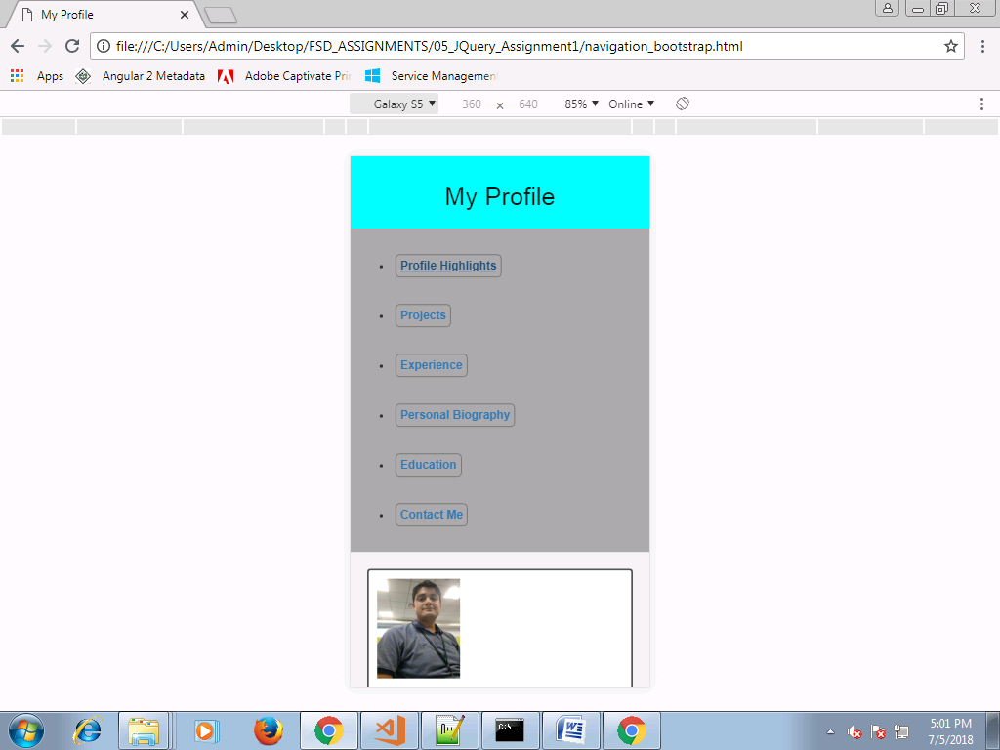 My Profile
file:///C:/Users/Admin/Desktop/FSD_ASSIGNMENTS/05_JQuery_Assignment1/navigation_bootstrap.html
Apps Angular 2 Metadata Adobe Captivate Service Management
Galaxy S5 360 x 640 85% Online
My Profile
Profile Highlights
Projects
Experience
Personal Biography
Education
Contact Me
5:01 PM
7/5/2018